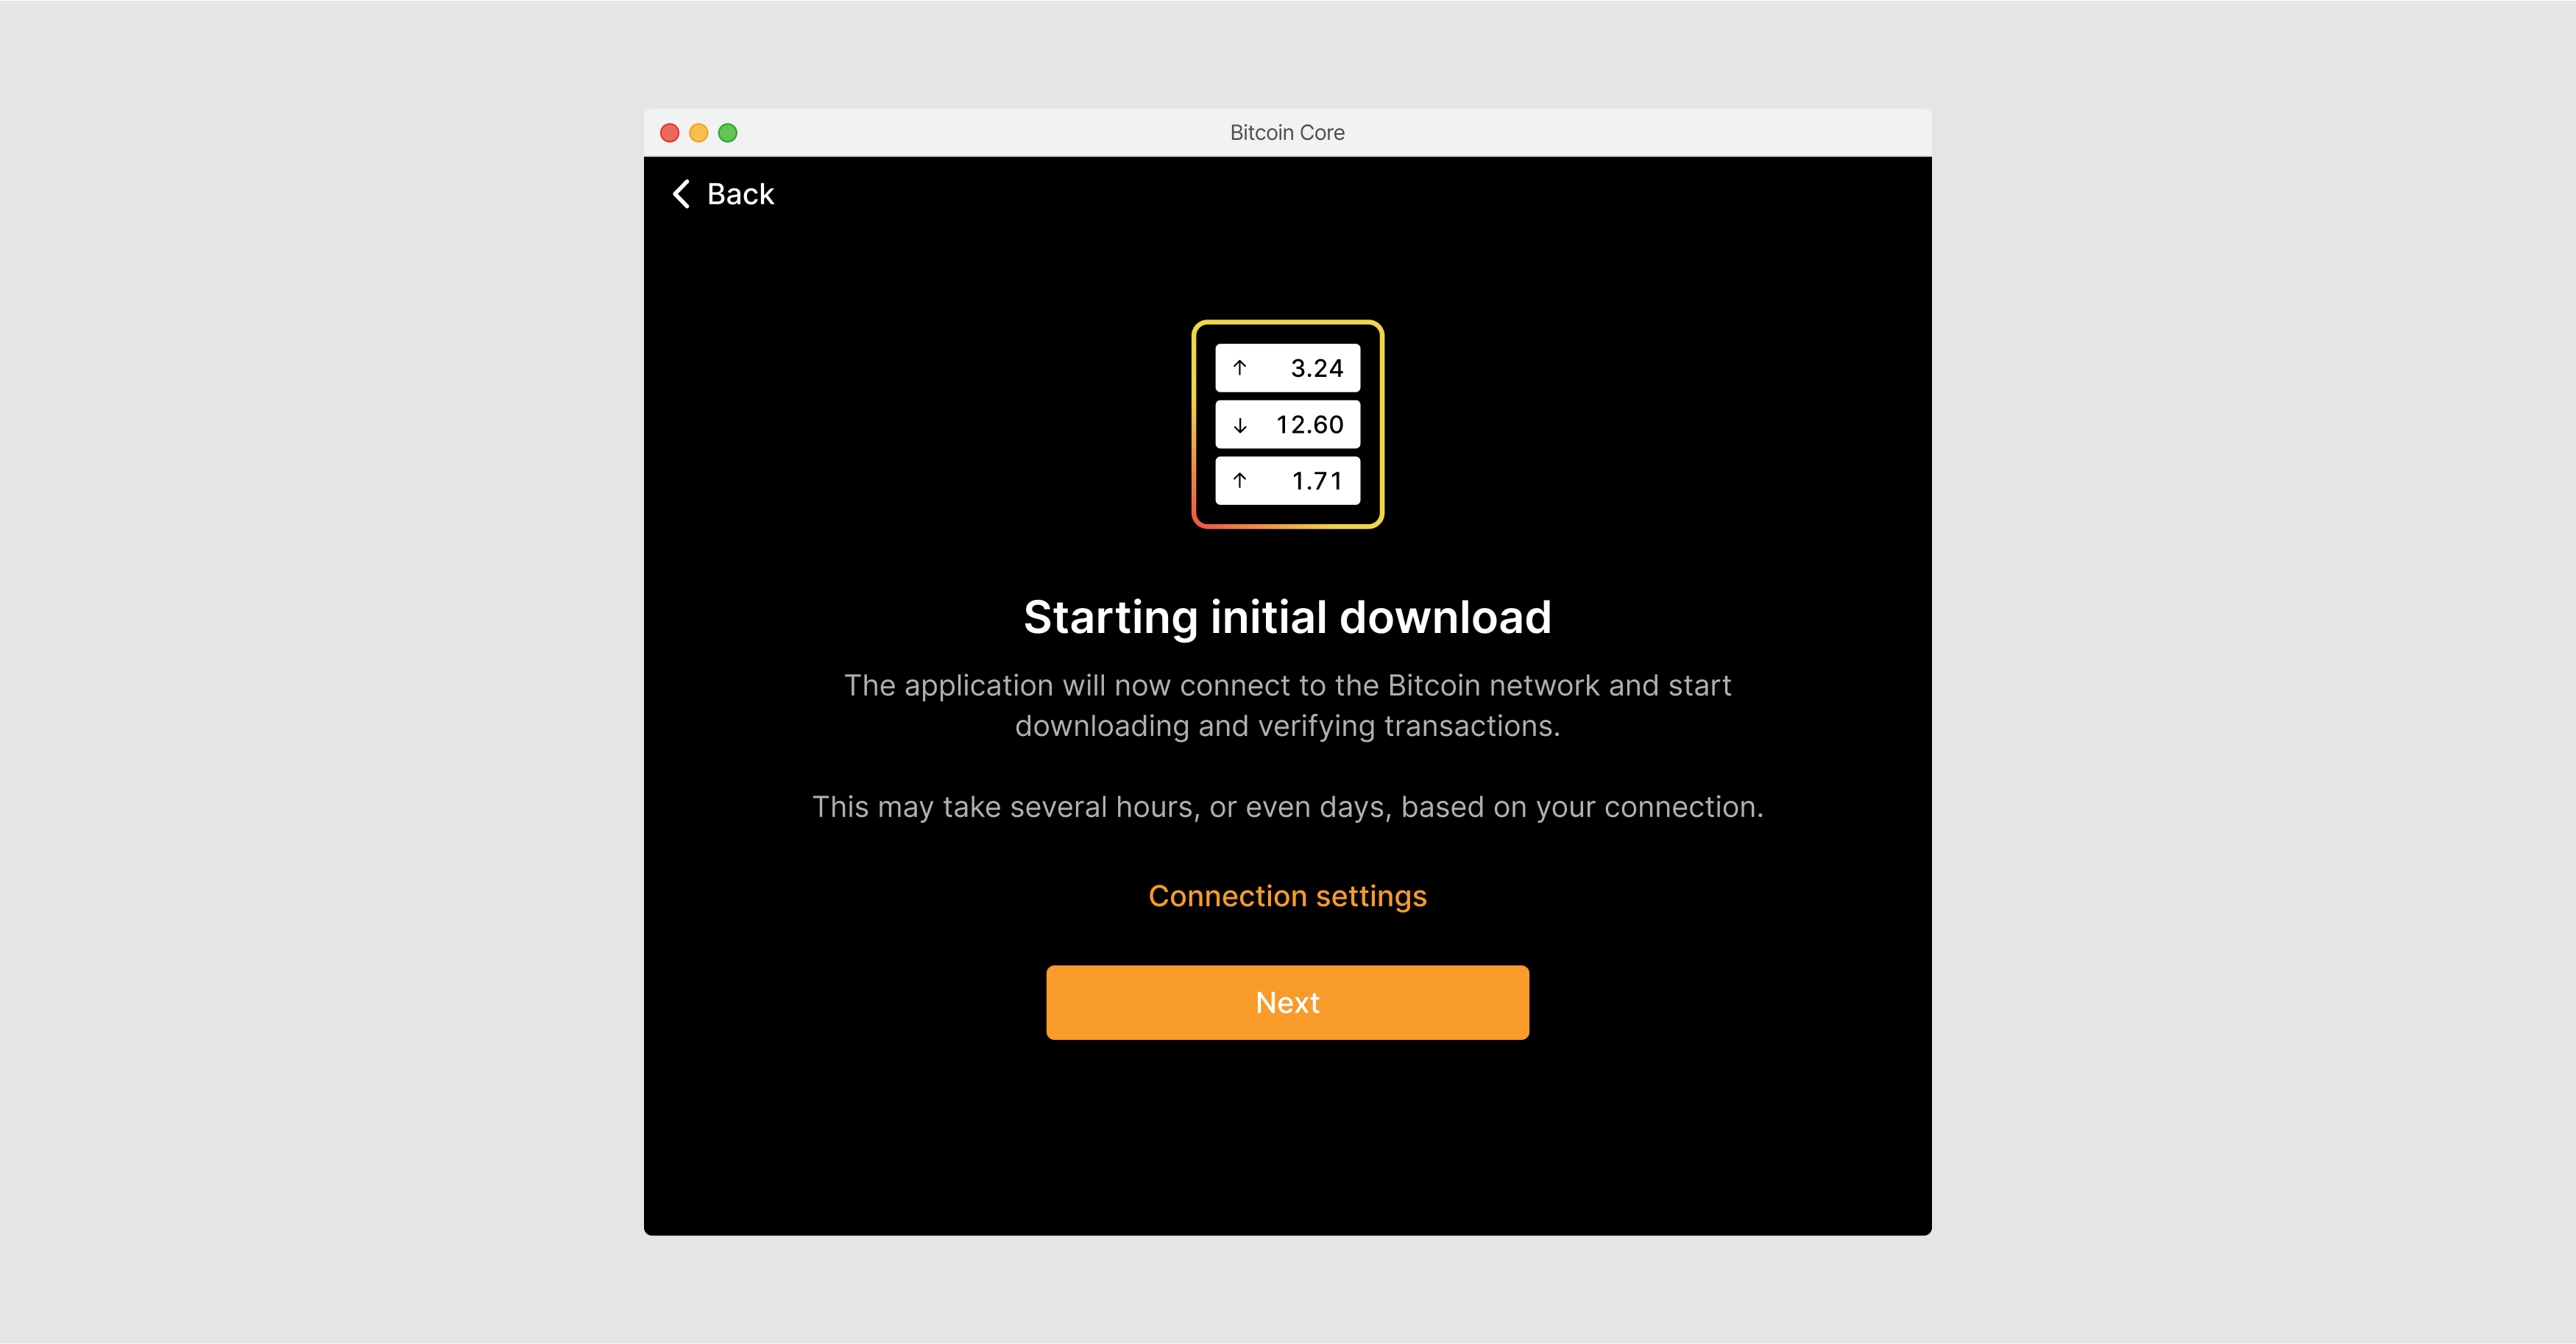 Bitcoin Core
Back
↑ 3.24
↓ 12.60
↑ 1.71
Starting initial download
The application will now connect to the Bitcoin network and start
downloading and verifying transactions.
This may take several hours, or even days, based on your connection.
Connection settings
Next